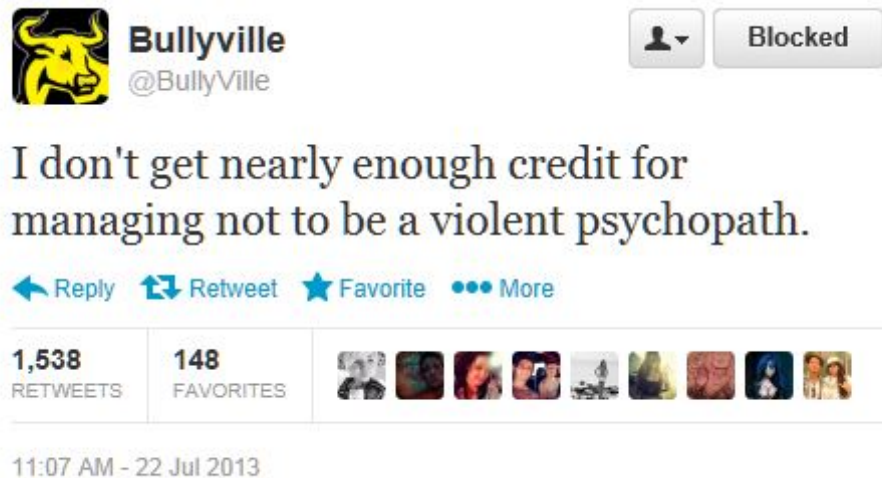 Bullyville
@BullyVille
Blocked
I don't get nearly enough credit for
managing not to be a violent psychopath.
Reply Retweet Favorite More
1,538 148
RETWEETS FAVORITES
11:07 AM - 22 Jul 2013